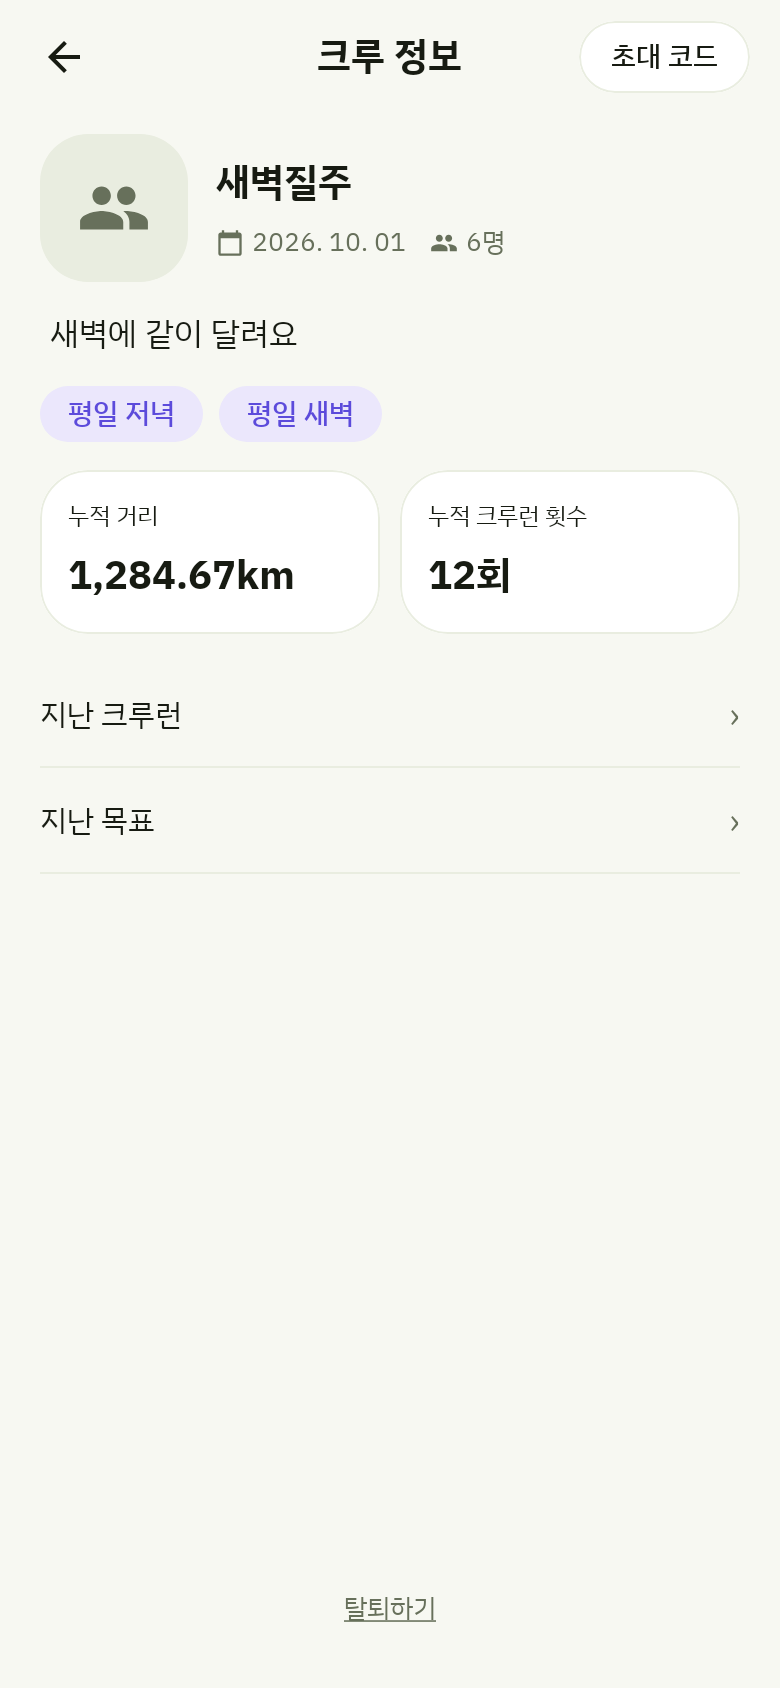 크루 정보
초대 코드
새벽질주
2026. 10. 01 6명
새벽에 같이 달려요
평일 저녁 평일 새벽
누적 거리
1,284.67km
누적 크루런 횟수
12회
지난 크루런
지난 목표
탈퇴하기